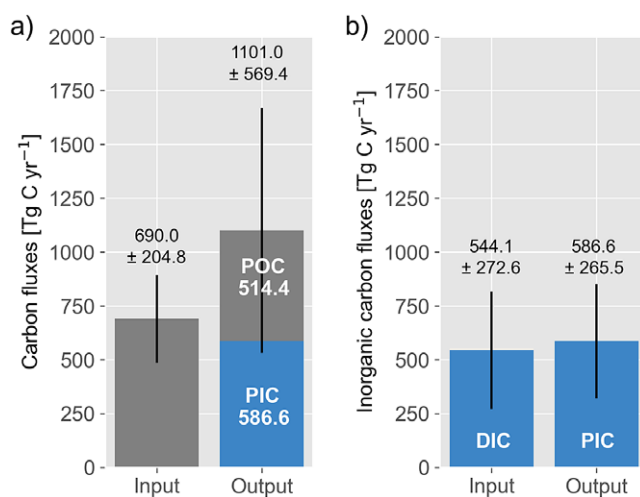 a)
Carbon fluxes [Tg C yr⁻¹]
2000
1750
1500
1250
1000
750
500
250
0
690.0
± 204.8
1101.0
± 569.4
POC
514.4
PIC
586.6
Input
Output
b)
Inorganic carbon fluxes [Tg C yr⁻¹]
2000
1750
1500
1250
1000
750
500
250
0
544.1
± 272.6
586.6
± 265.5
DIC
PIC
Input
Output